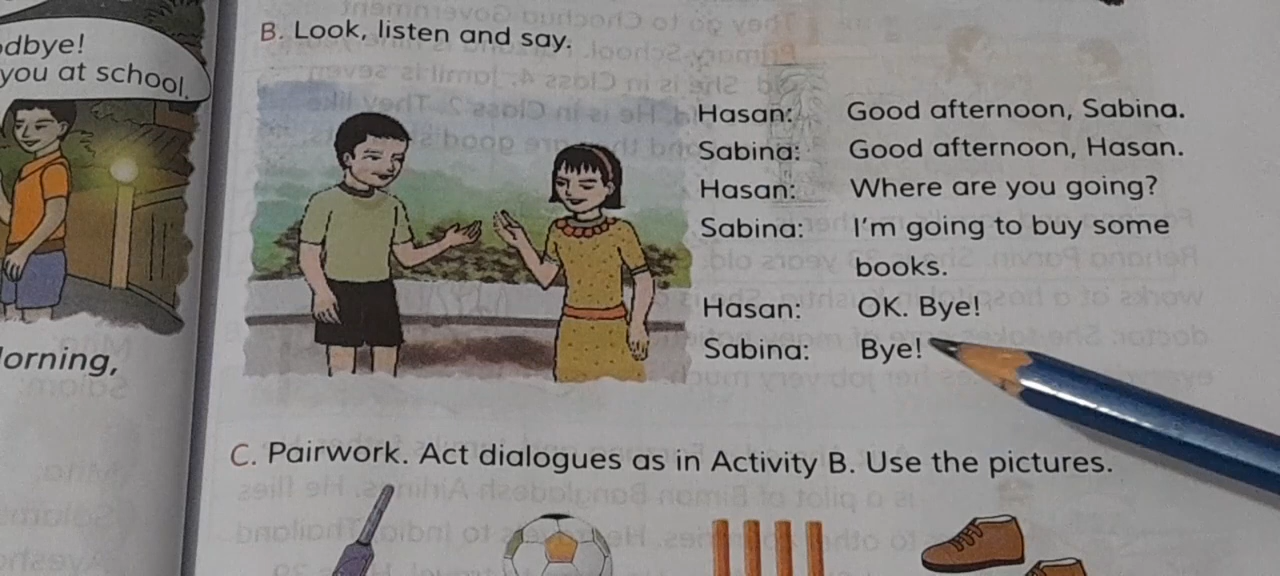 dbye!
you at school.
orning,
B. Look, listen and say.
Hasan: Good afternoon, Sabina.
Sabina: Good afternoon, Hasan.
Hasan: Where are you going?
Sabina: I'm going to buy some
books.
Hasan: OK. Bye!
Sabina: Bye!
C. Pairwork. Act dialogues as in Activity B. Use the pictures.